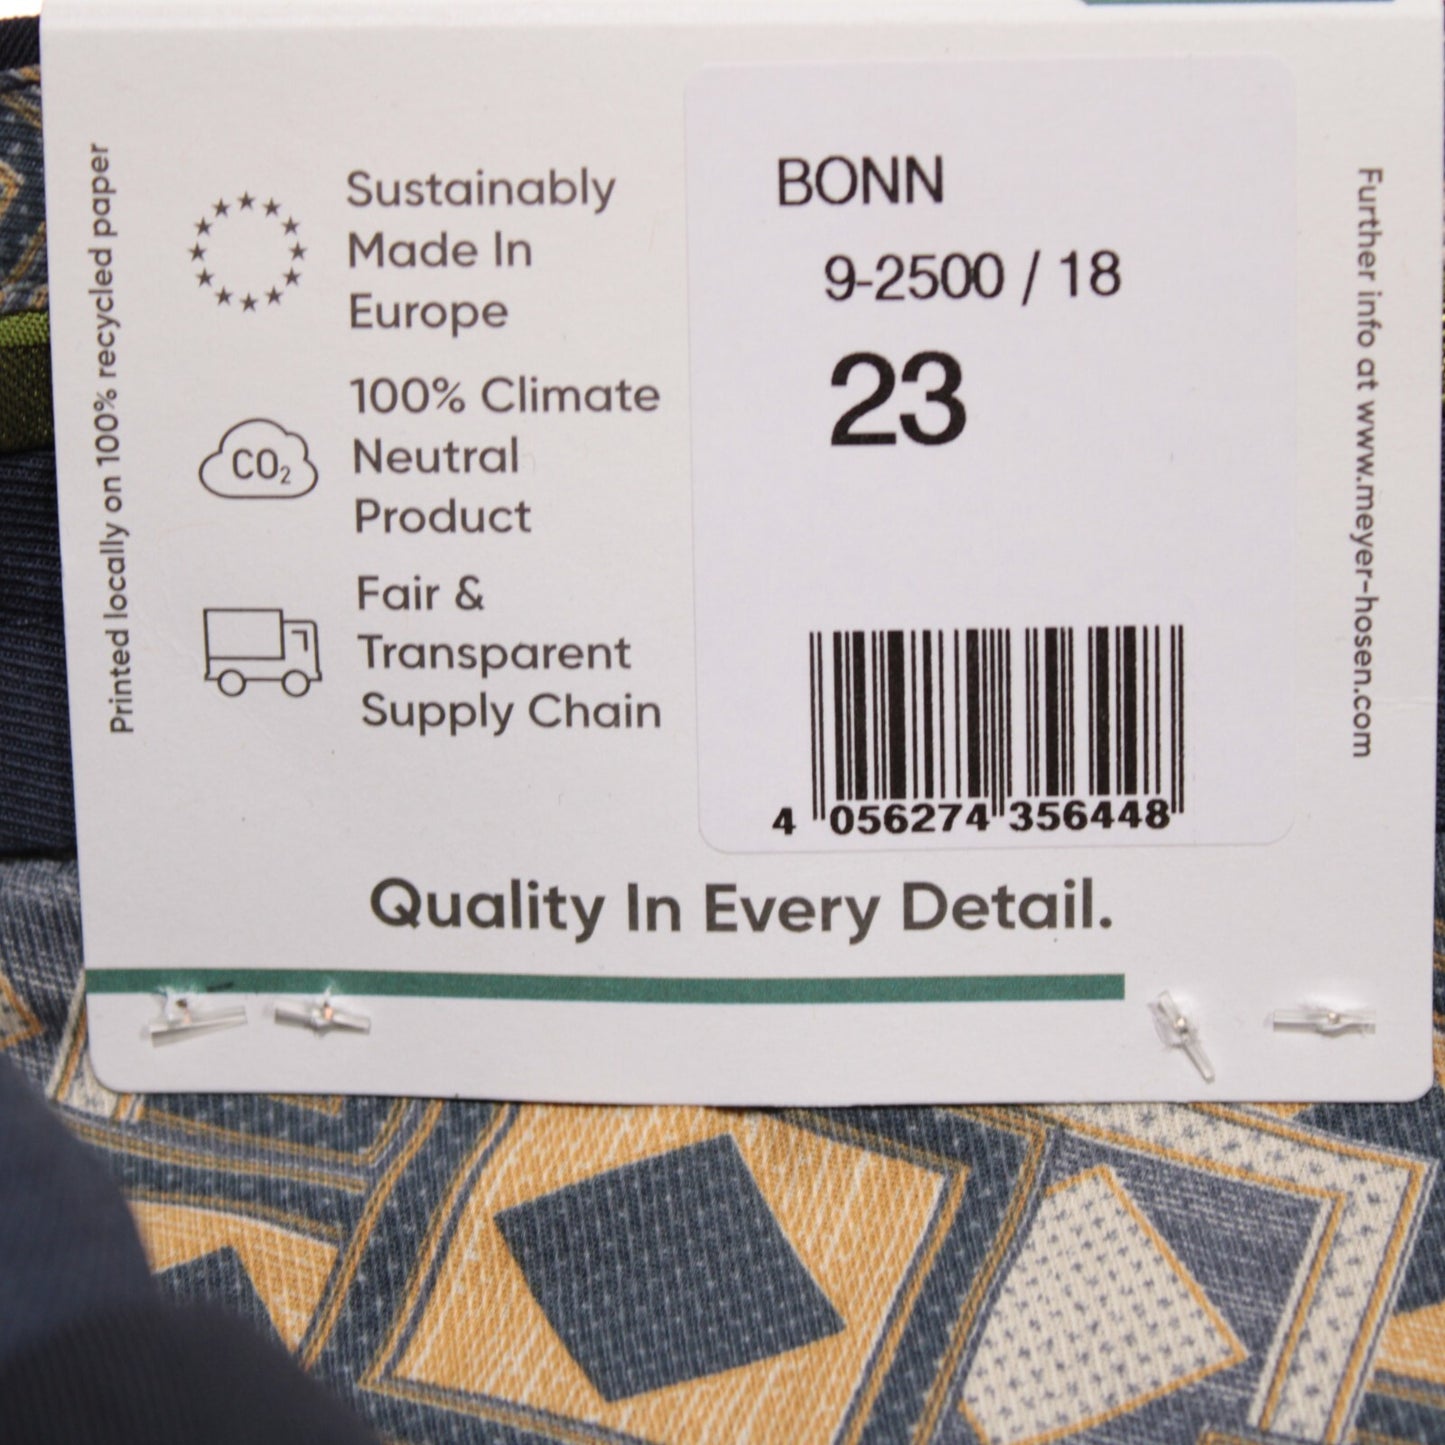 Printed locally on 100% recycled paper
Sustainably
Made In
Europe
CO₂
100% Climate
Neutral
Product
Fair &
Transparent
Supply Chain
BONN
9-2500 / 18
23
4 056274 356448
Further info at www.meyer-hosen.com
Quality In Every Detail.